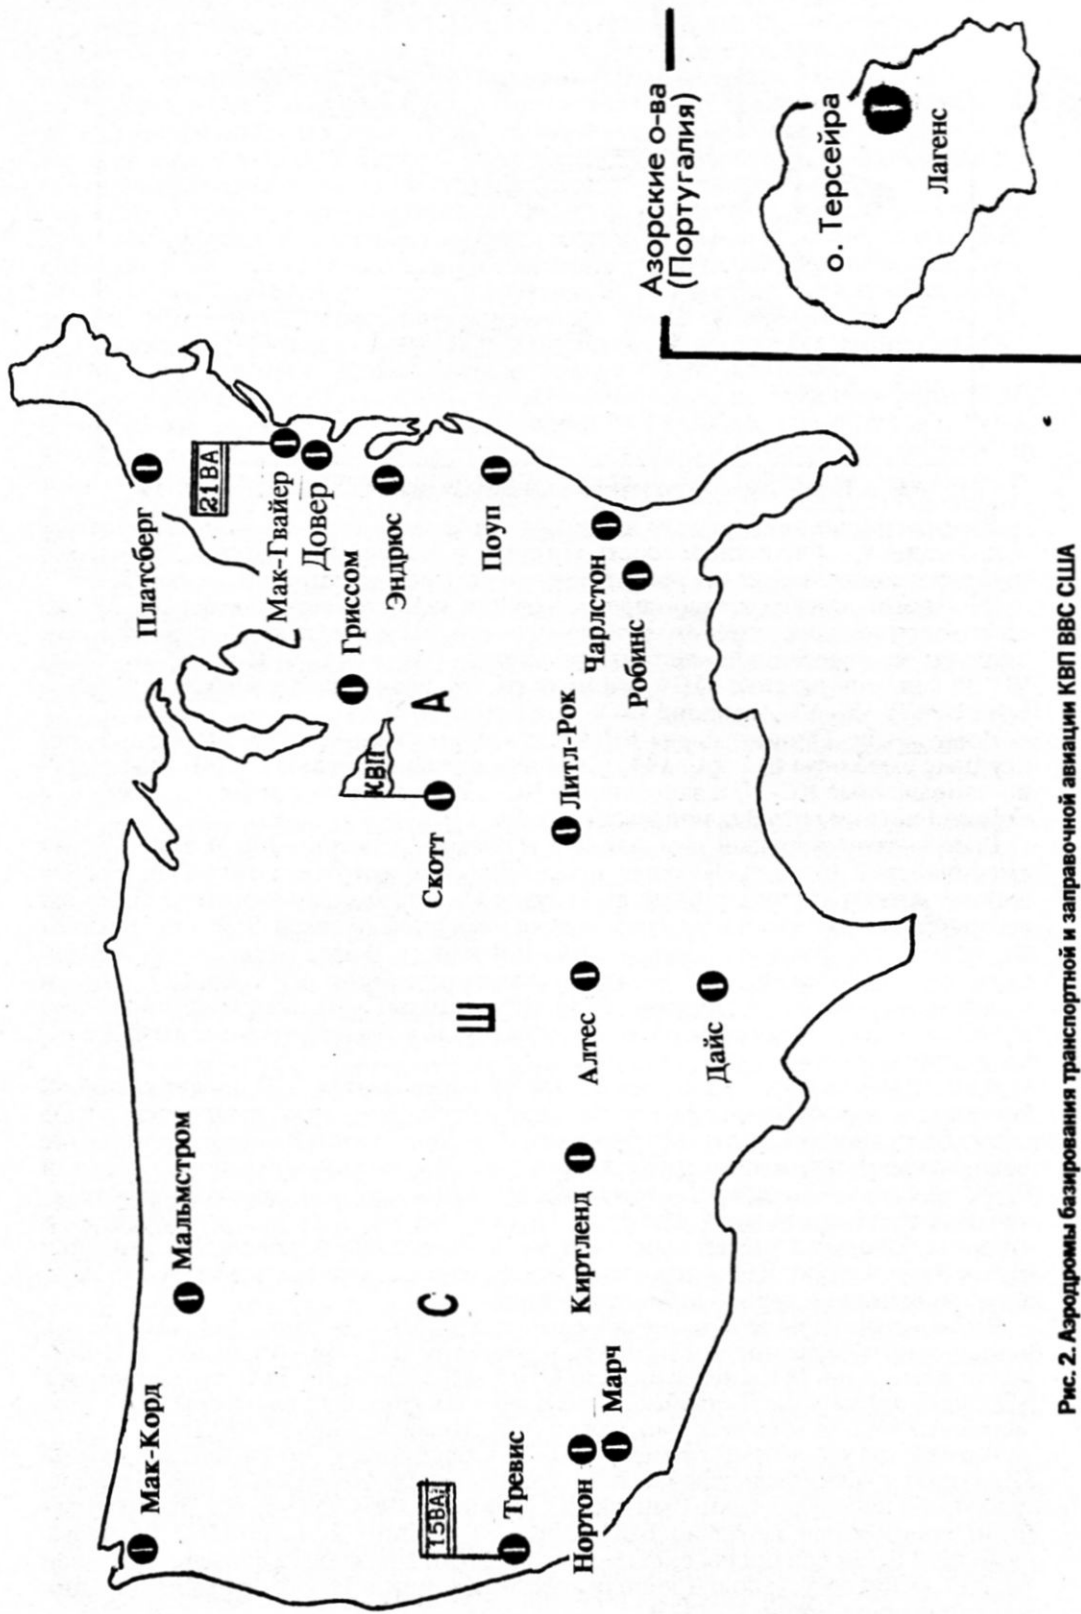 Мак-Корд
Мальмстром
Платсберг
21ВА
Мак-Гвайер
Довер
Гриссом
Эндрюс
КВП
Скотт
15ВА
Тревис
С
Ш
А
Поуп
Нортон
Марч
Киртленд
Алтес
Литл-Рок
Чарлстон
Робинс
Дайс
Азорские о-ва
(Португалия)
о. Терсейра
Лагенс
Рис. 2. Аэродромы базирования транспортной и заправочной авиации КВП ВВС США